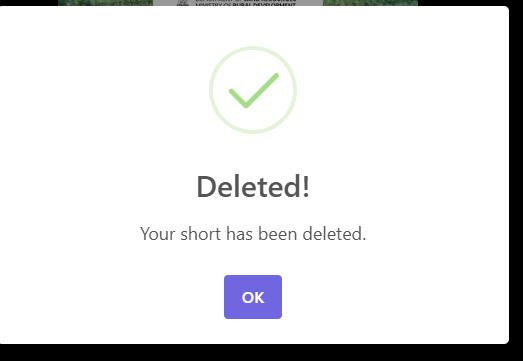 MINISTRY OF RURAL DEVELOPMENT
Deleted!
Your short has been deleted.
OK